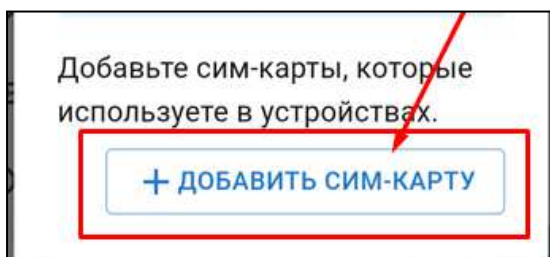 Добавьте сим-карты, которые
используете в устройствах.
+ ДОБАВИТЬ СИМ-КАРТУ